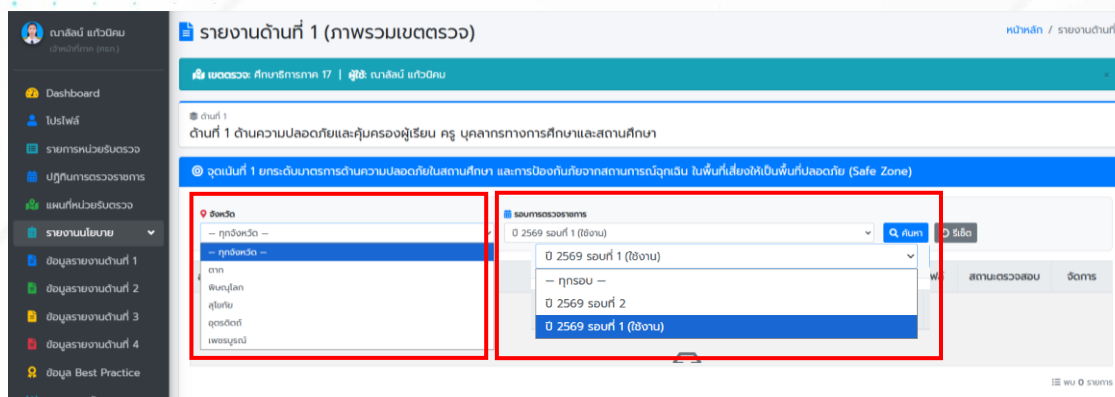 ณาลัลน์ แก้วนิคม
เจ้าหน้าที่ภาค (ศธภ.)
Dashboard
โปรไฟล์
รายการหน่วยรับตรวจ
ปฏิทินการตรวจราชการ
แผนที่หน่วยรับตรวจ
รายงานนโยบาย
ข้อมูลรายงานด้านที่ 1
ข้อมูลรายงานด้านที่ 2
ข้อมูลรายงานด้านที่ 3
ข้อมูลรายงานด้านที่ 4
ข้อมูล Best Practice
รายงานด้านที่ 1 (ภาพรวมเขตตรวจ)
หน้าหลัก / รายงานด้านที่
เขตตรวจ: ศึกษาธิการภาค 17 | ผู้ใช้: ณาลัลน์ แก้วนิคม
ด้านที่ 1
ด้านที่ 1 ด้านความปลอดภัยและคุ้มครองผู้เรียน ครู บุคลากรทางการศึกษาและสถานศึกษา
จุดเน้นที่ 1 ยกระดับมาตรการด้านความปลอดภัยในสถานศึกษา และการป้องกันภัยจากสถานการณ์ฉุกเฉิน ในพื้นที่เสี่ยงให้เป็นพื้นที่ปลอดภัย (Safe Zone)
จังหวัด
— ทุกจังหวัด —
— ทุกจังหวัด —
ตาก
พิษณุโลก
สุโขทัย
อุตรดิตถ์
เพชรบูรณ์
รอบการตรวจราชการ
ปี 2569 รอบที่ 1 (ใช้งาน)
ค้นหา
รีเซ็ต
ปี 2569 รอบที่ 1 (ใช้งาน)
— ทุกรอบ —
ปี 2569 รอบที่ 2
ปี 2569 รอบที่ 1 (ใช้งาน)
สถานะตรวจสอบ
จัดการ
พบ 0 รายการ